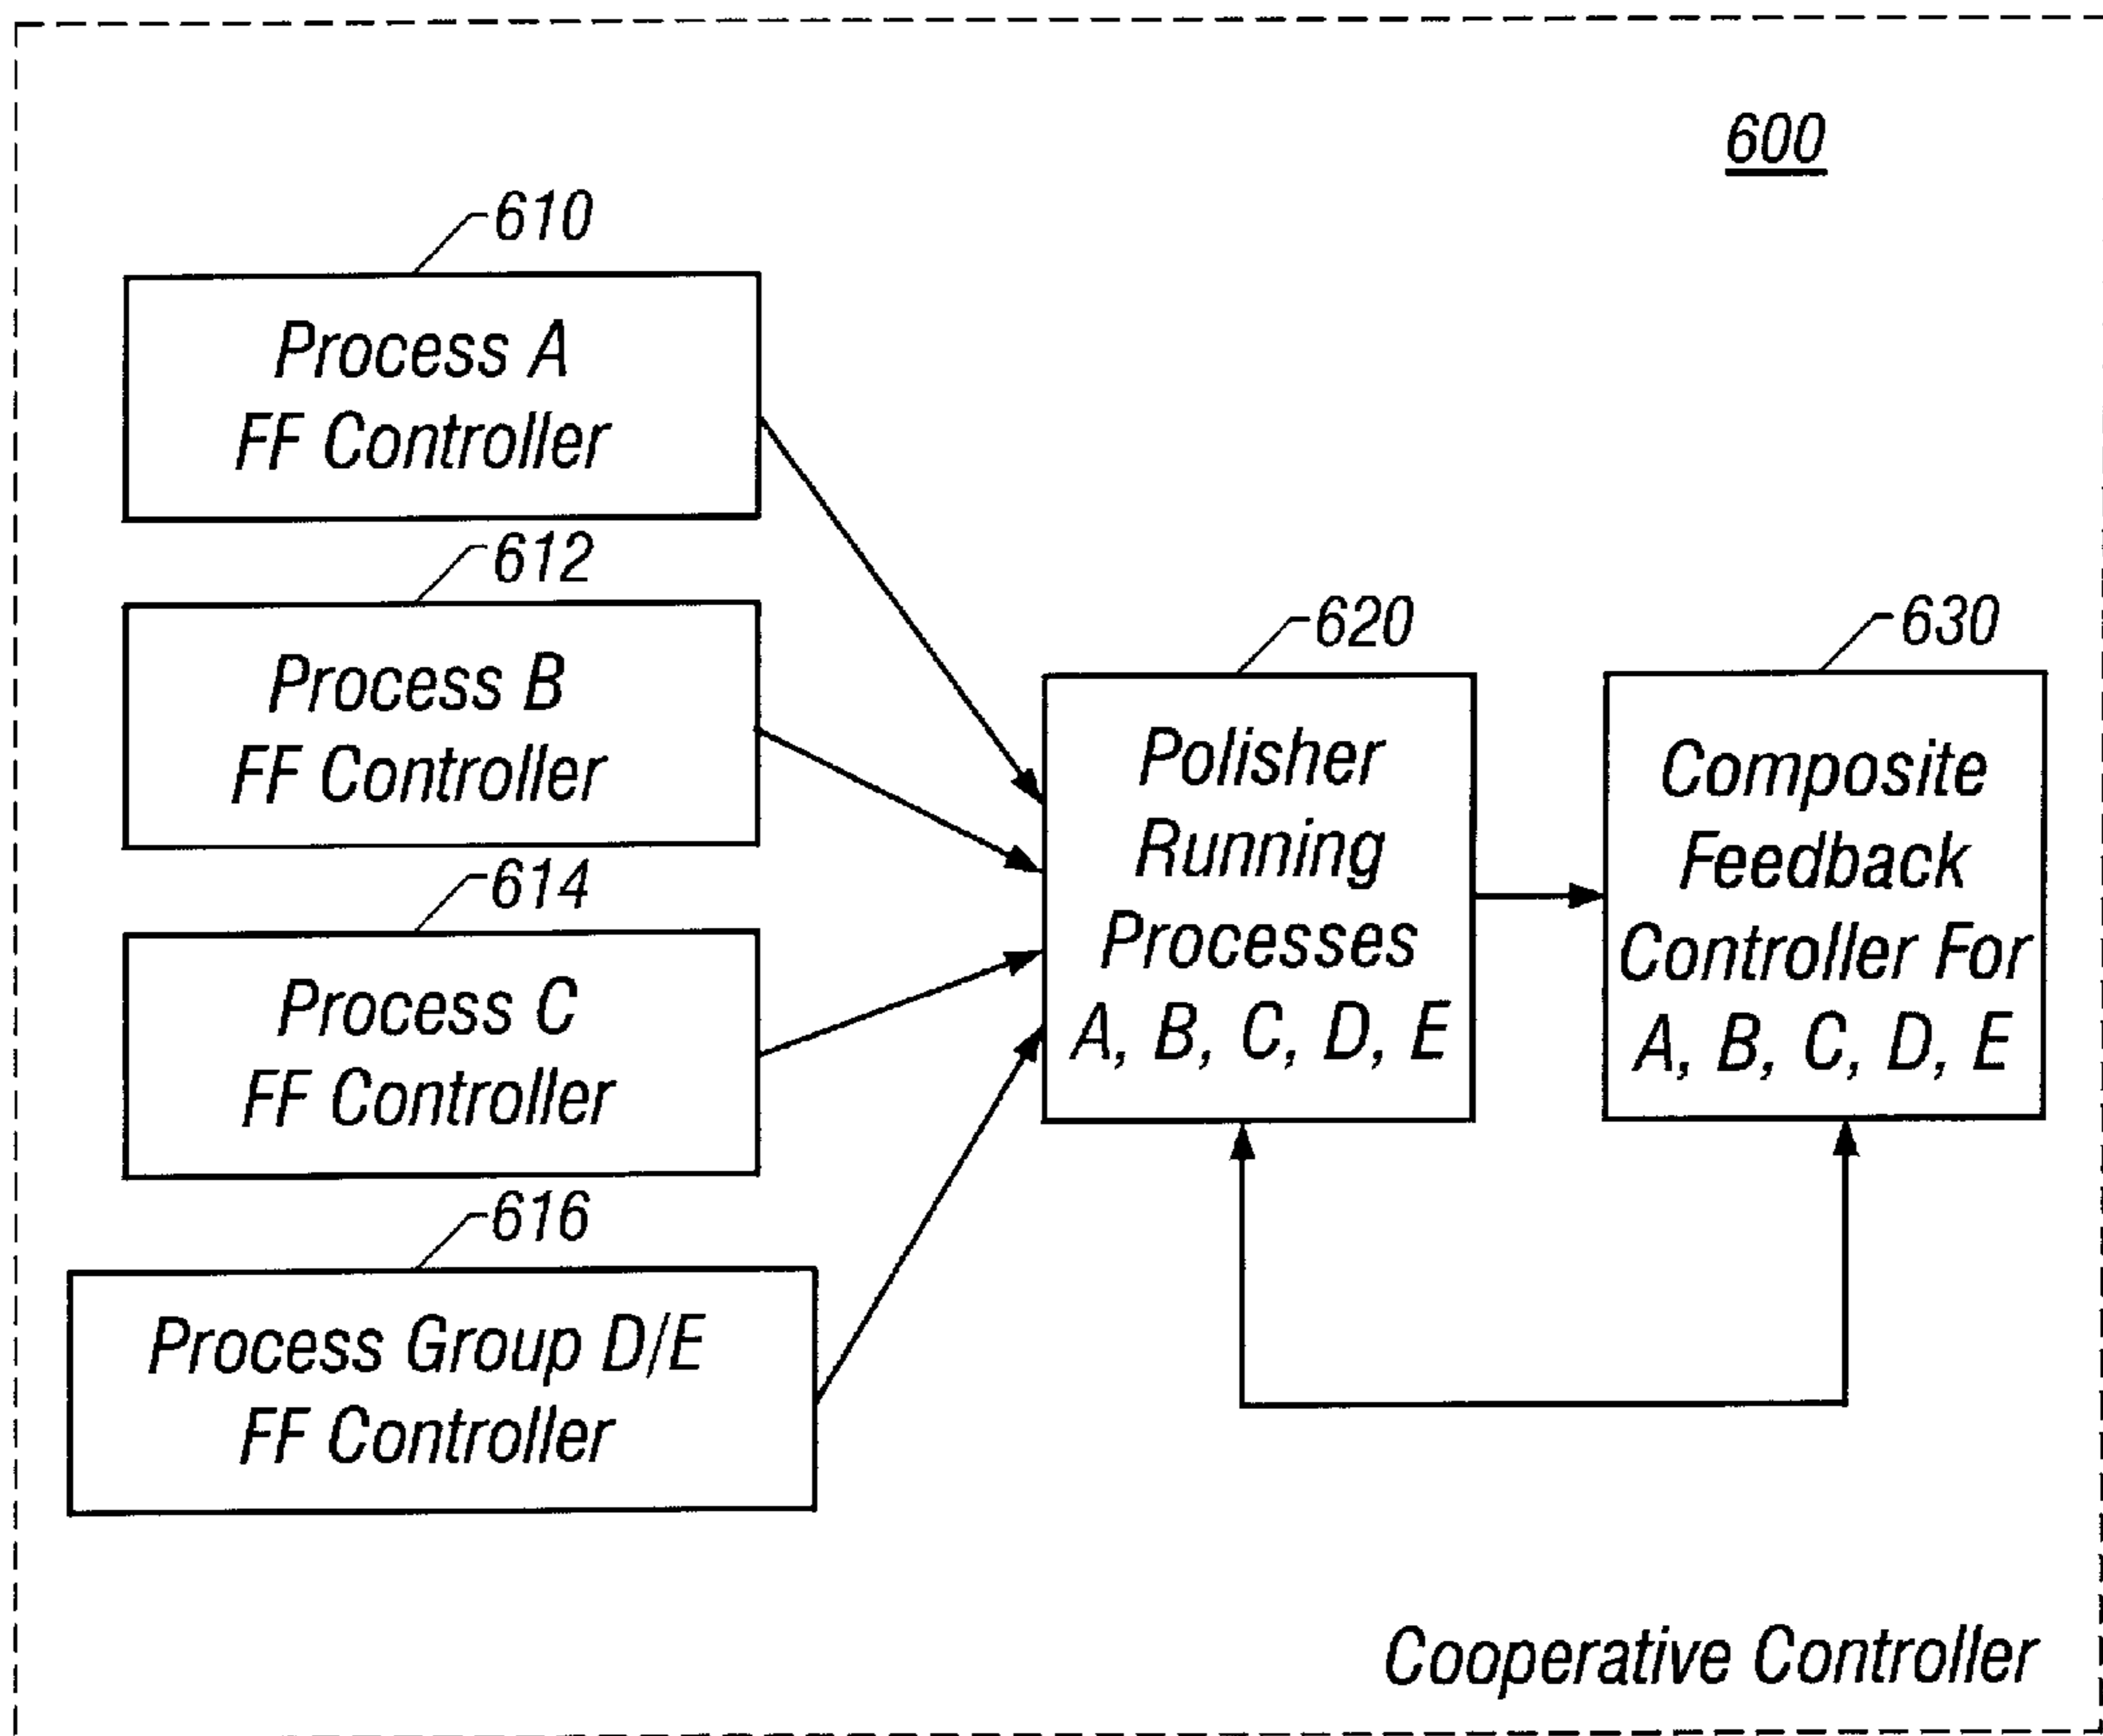 600
610
Process A
FF Controller
612
Process B
FF Controller
614
Process C
FF Controller
616
Process Group D/E
FF Controller
620
Polisher
Running
Processes
A, B, C, D, E
630
Composite
Feedback
Controller For
A, B, C, D, E
Cooperative Controller